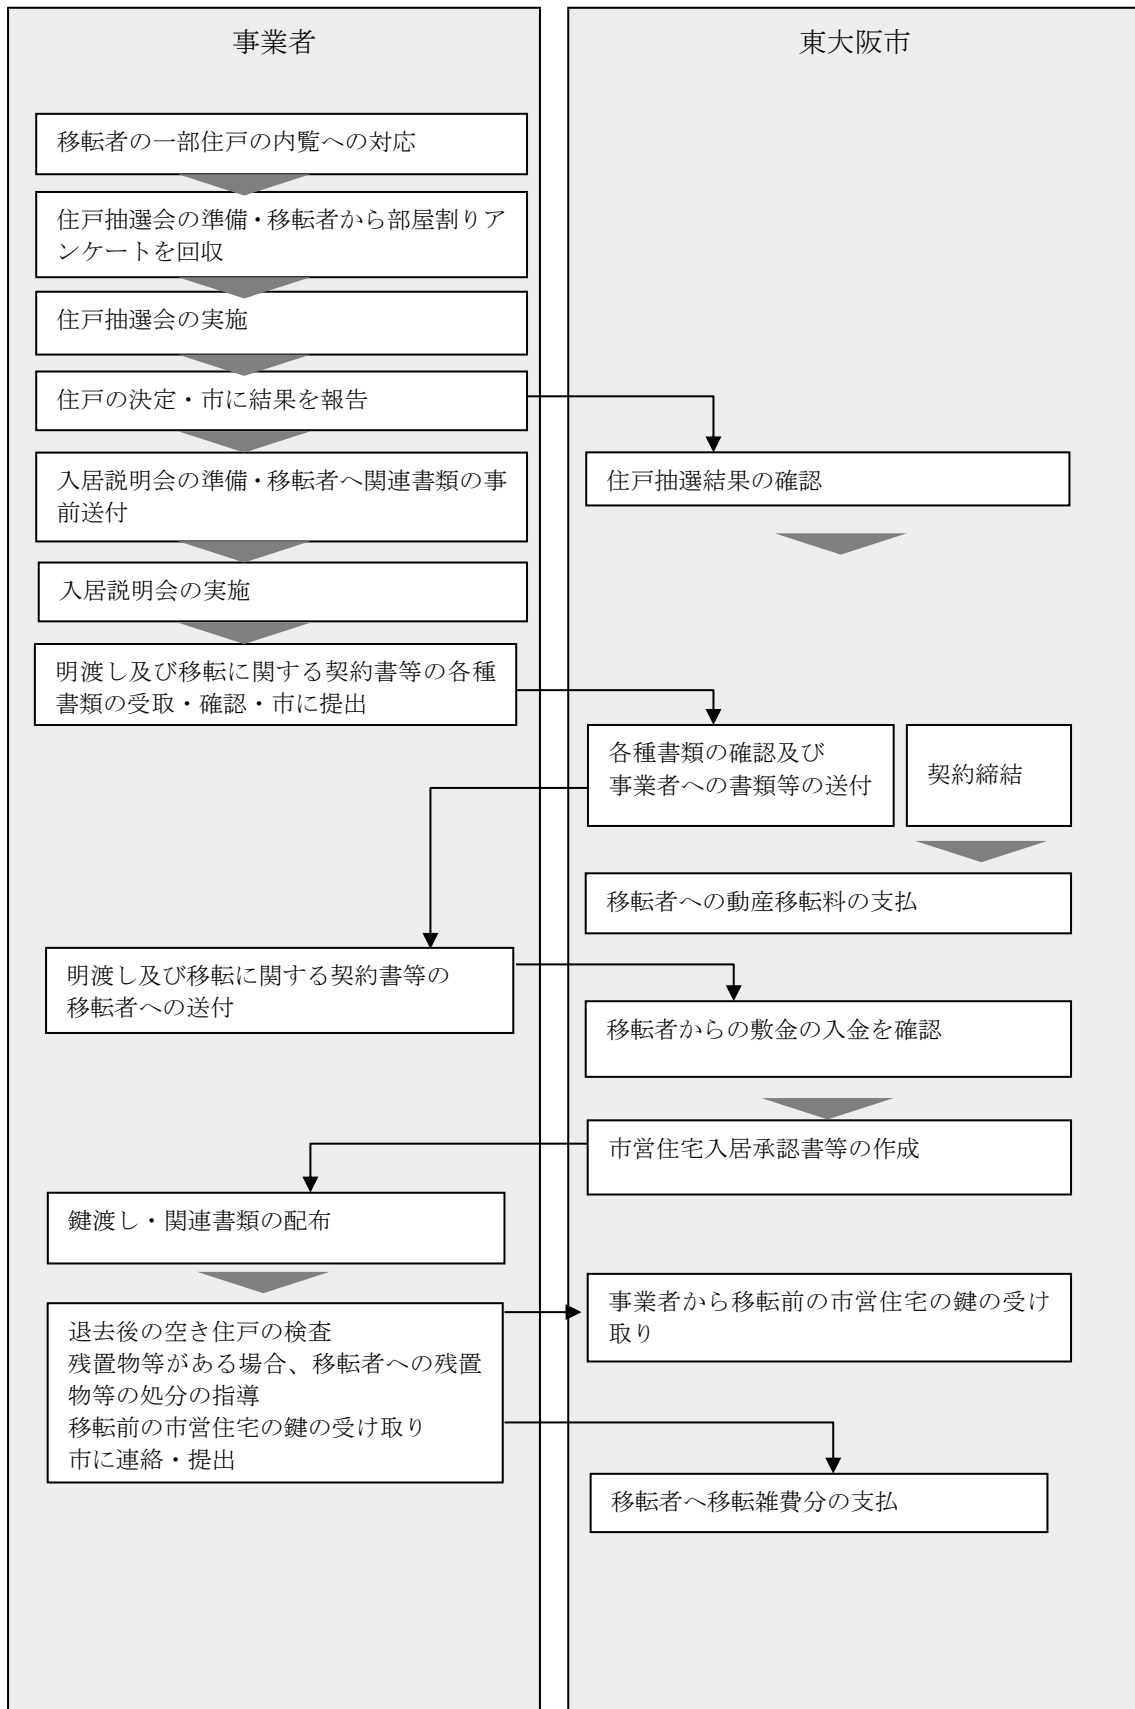 事業者
移転者の一部住戸の内覧への対応
住戸抽選会の準備・移転者から部屋割りア
ンケートを回収
住戸抽選会の実施
住戸の決定・市に結果を報告
入居説明会の準備・移転者へ関連書類の事
前送付
入居説明会の実施
明渡し及び移転に関する契約書等の各種
書類の受取・確認・市に提出
明渡し及び移転に関する契約書等の
移転者への送付
鍵渡し・関連書類の配布
退去後の空き住戸の検査
残置物等がある場合、移転者への残置
物等の処分の指導
移転前の市営住宅の鍵の受け取り
市に連絡・提出
東大阪市
住戸抽選結果の確認
各種書類の確認及び
事業者への書類等の送付
契約締結
移転者への動産移転料の支払
移転者からの敷金の入金を確認
市営住宅入居承認書等の作成
事業者から移転前の市営住宅の鍵の受け
取り
移転者へ移転雑費分の支払